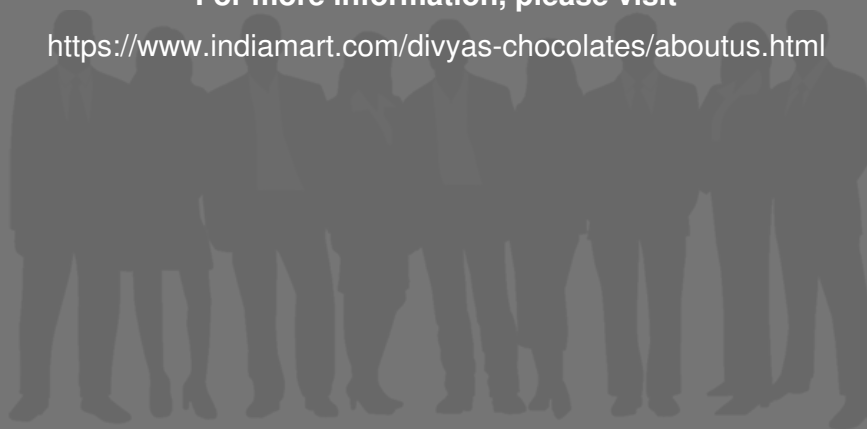 For more information, please visit
https://www.indiamart.com/divyas-chocolates/aboutus.html